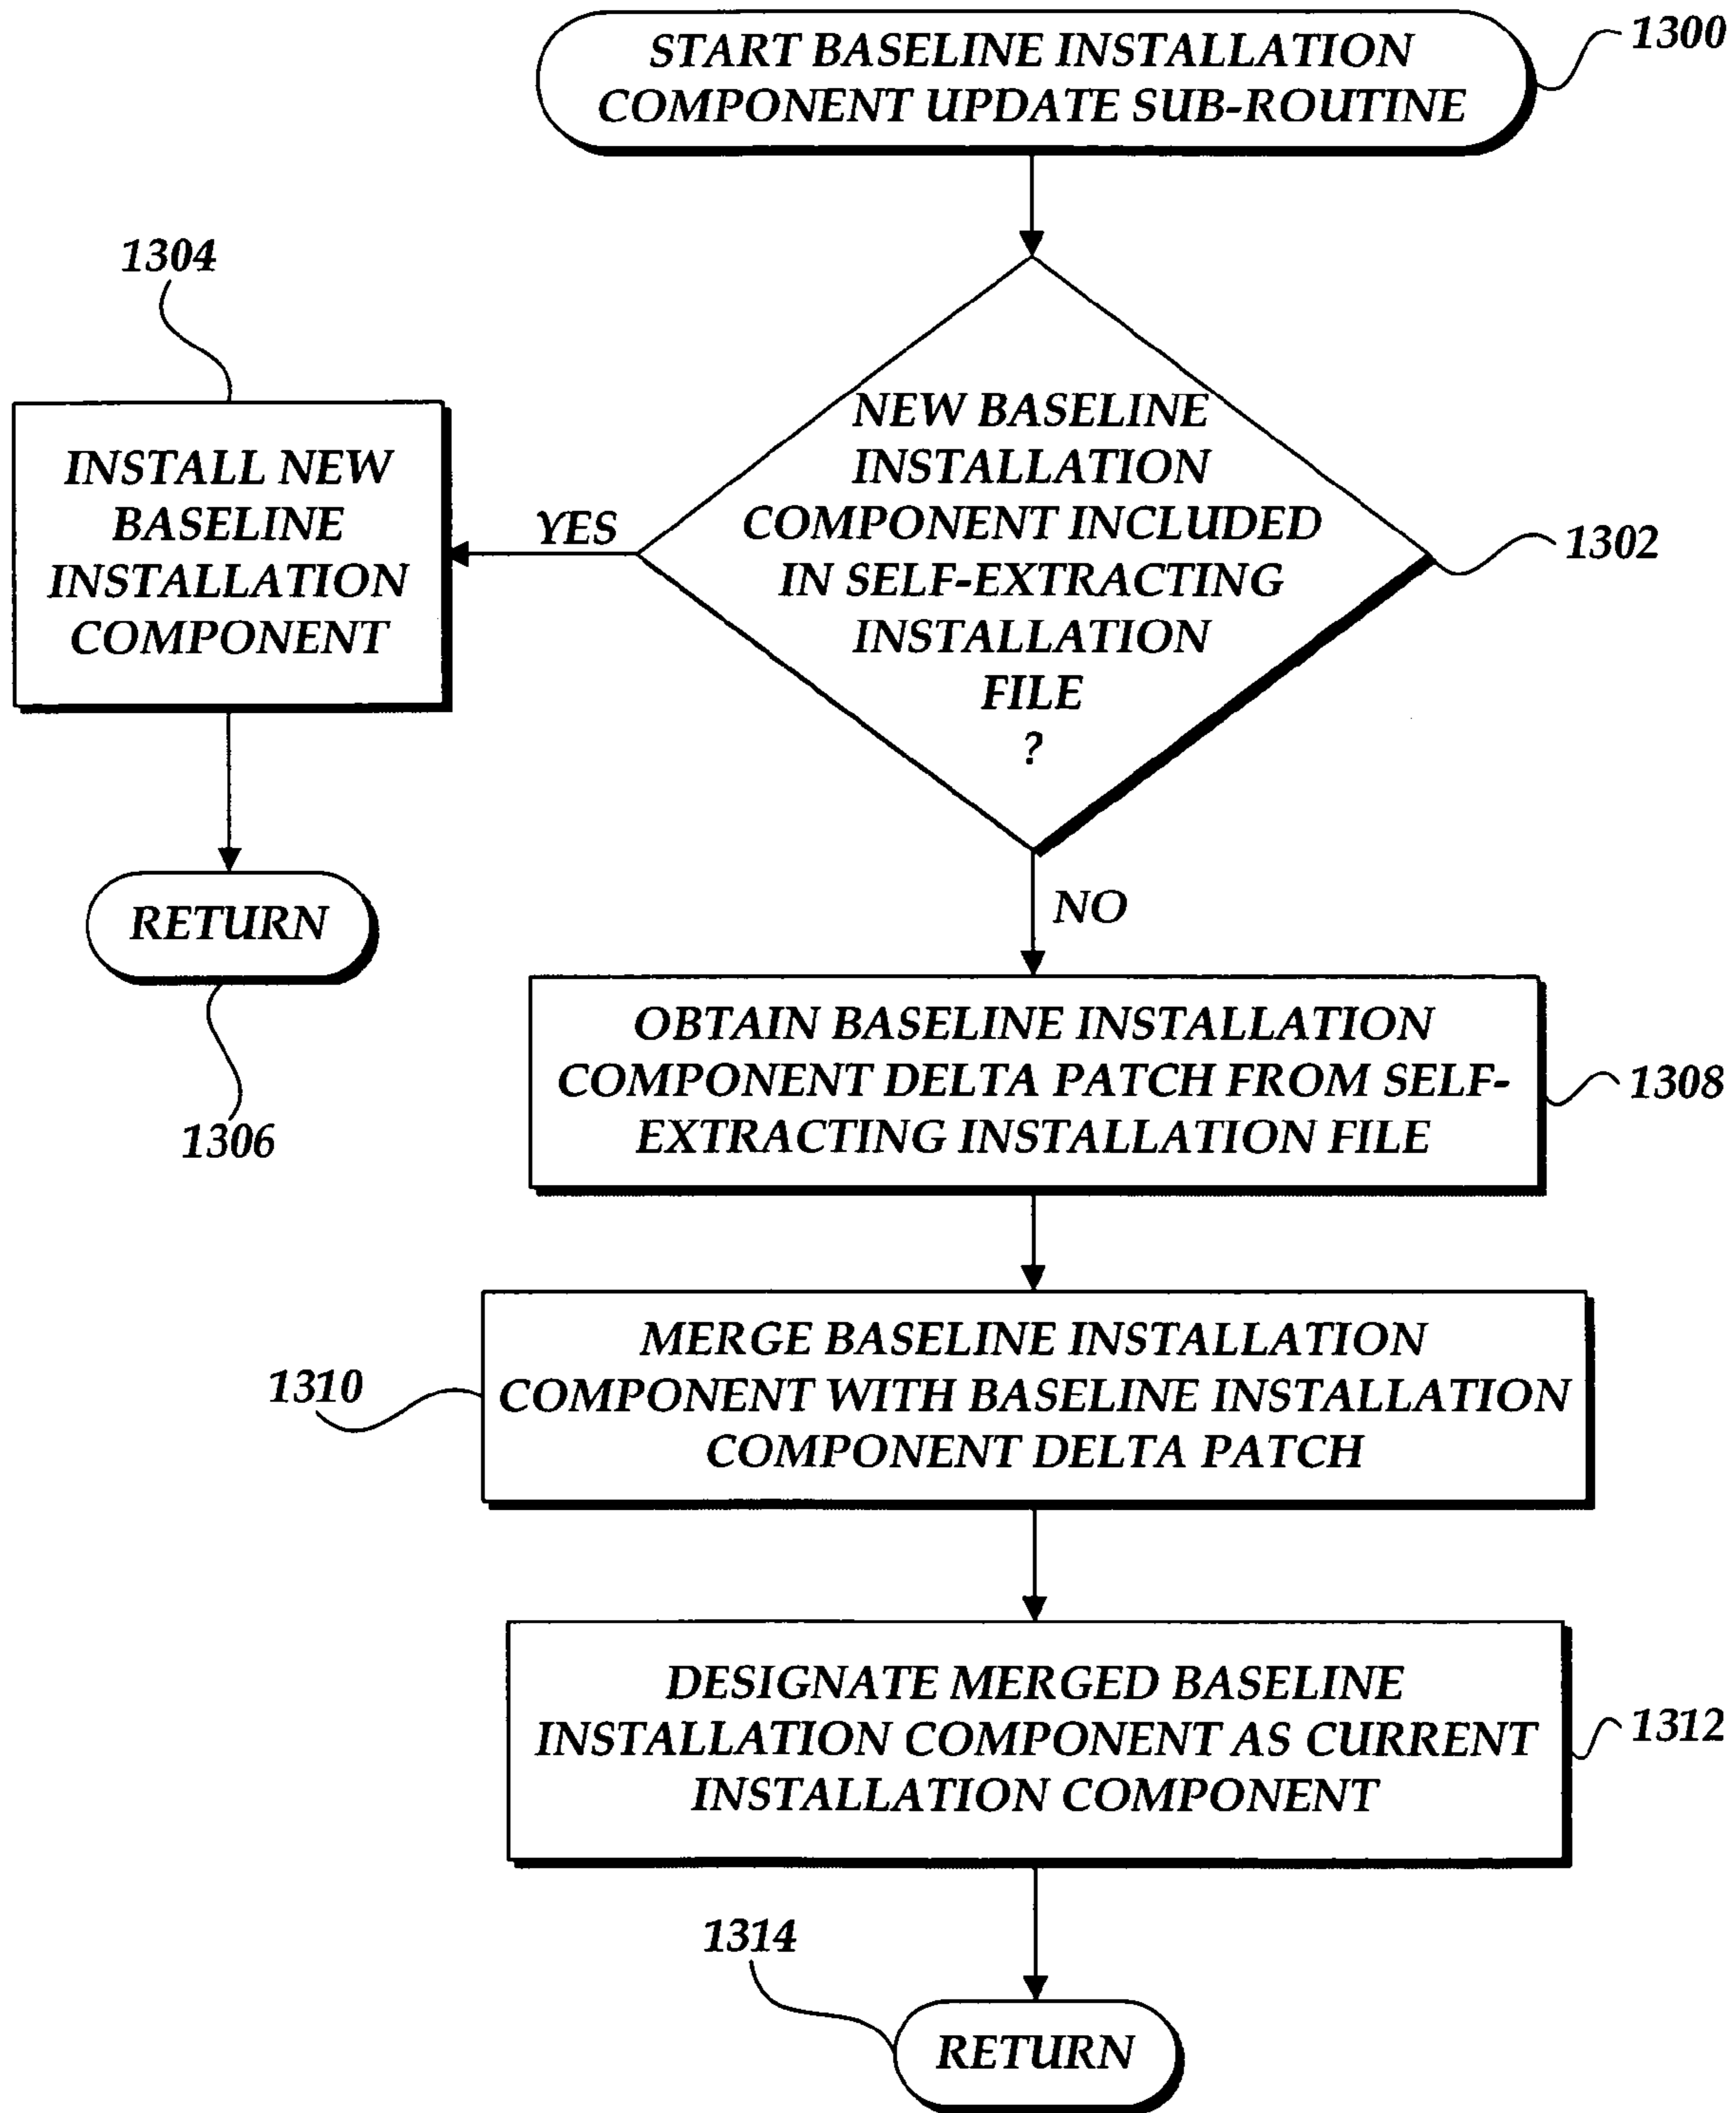 START BASELINE INSTALLATION
COMPONENT UPDATE SUB-ROUTINE
1300
1304
NEW BASELINE
INSTALLATION
COMPONENT INCLUDED
IN SELF-EXTRACTING
INSTALLATION
FILE
?
1302
YES
INSTALL NEW
BASELINE
INSTALLATION
COMPONENT
RETURN
1306
NO
OBTAIN BASELINE INSTALLATION
COMPONENT DELTA PATCH FROM SELF-
EXTRACTING INSTALLATION FILE
1308
MERGE BASELINE INSTALLATION
COMPONENT WITH BASELINE INSTALLATION
COMPONENT DELTA PATCH
1310
DESIGNATE MERGED BASELINE
INSTALLATION COMPONENT AS CURRENT
INSTALLATION COMPONENT
1312
1314
RETURN